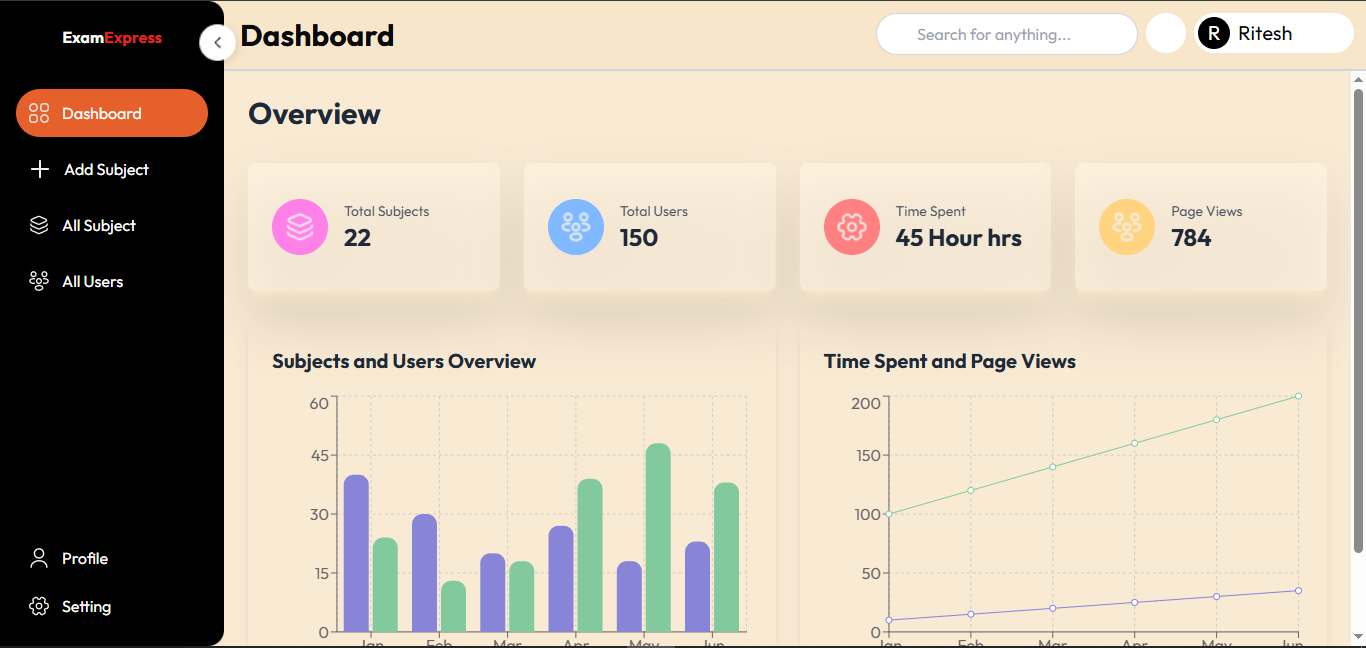 ExamExpress
Dashboard
Search for anything...
R Ritesh
Dashboard
Add Subject
All Subject
All Users
Profile
Setting
Overview
Total Subjects
22
Total Users
150
Time Spent
45 Hour hrs
Page Views
784
Subjects and Users Overview
60
45
30
15
0
Jan Feb Mar Apr May Jun
Time Spent and Page Views
200
150
100
50
0
Jan Feb Mar Apr May Jun